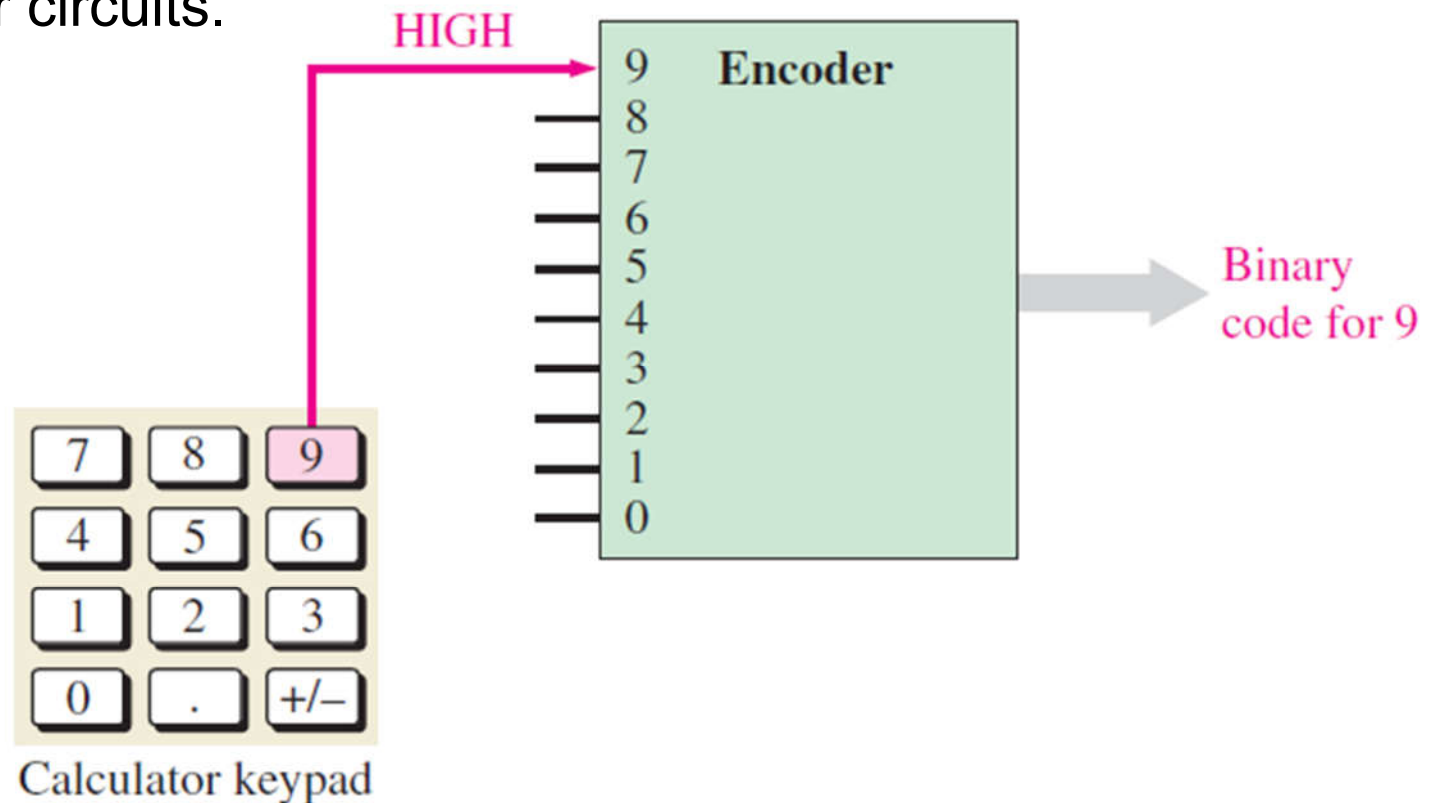 r circuits.
HIGH
9 Encoder
8
7
6
5
4
3
2
1
0
Binary
code for 9
7 8 9
4 5 6
1 2 3
0 . +/–
Calculator keypad